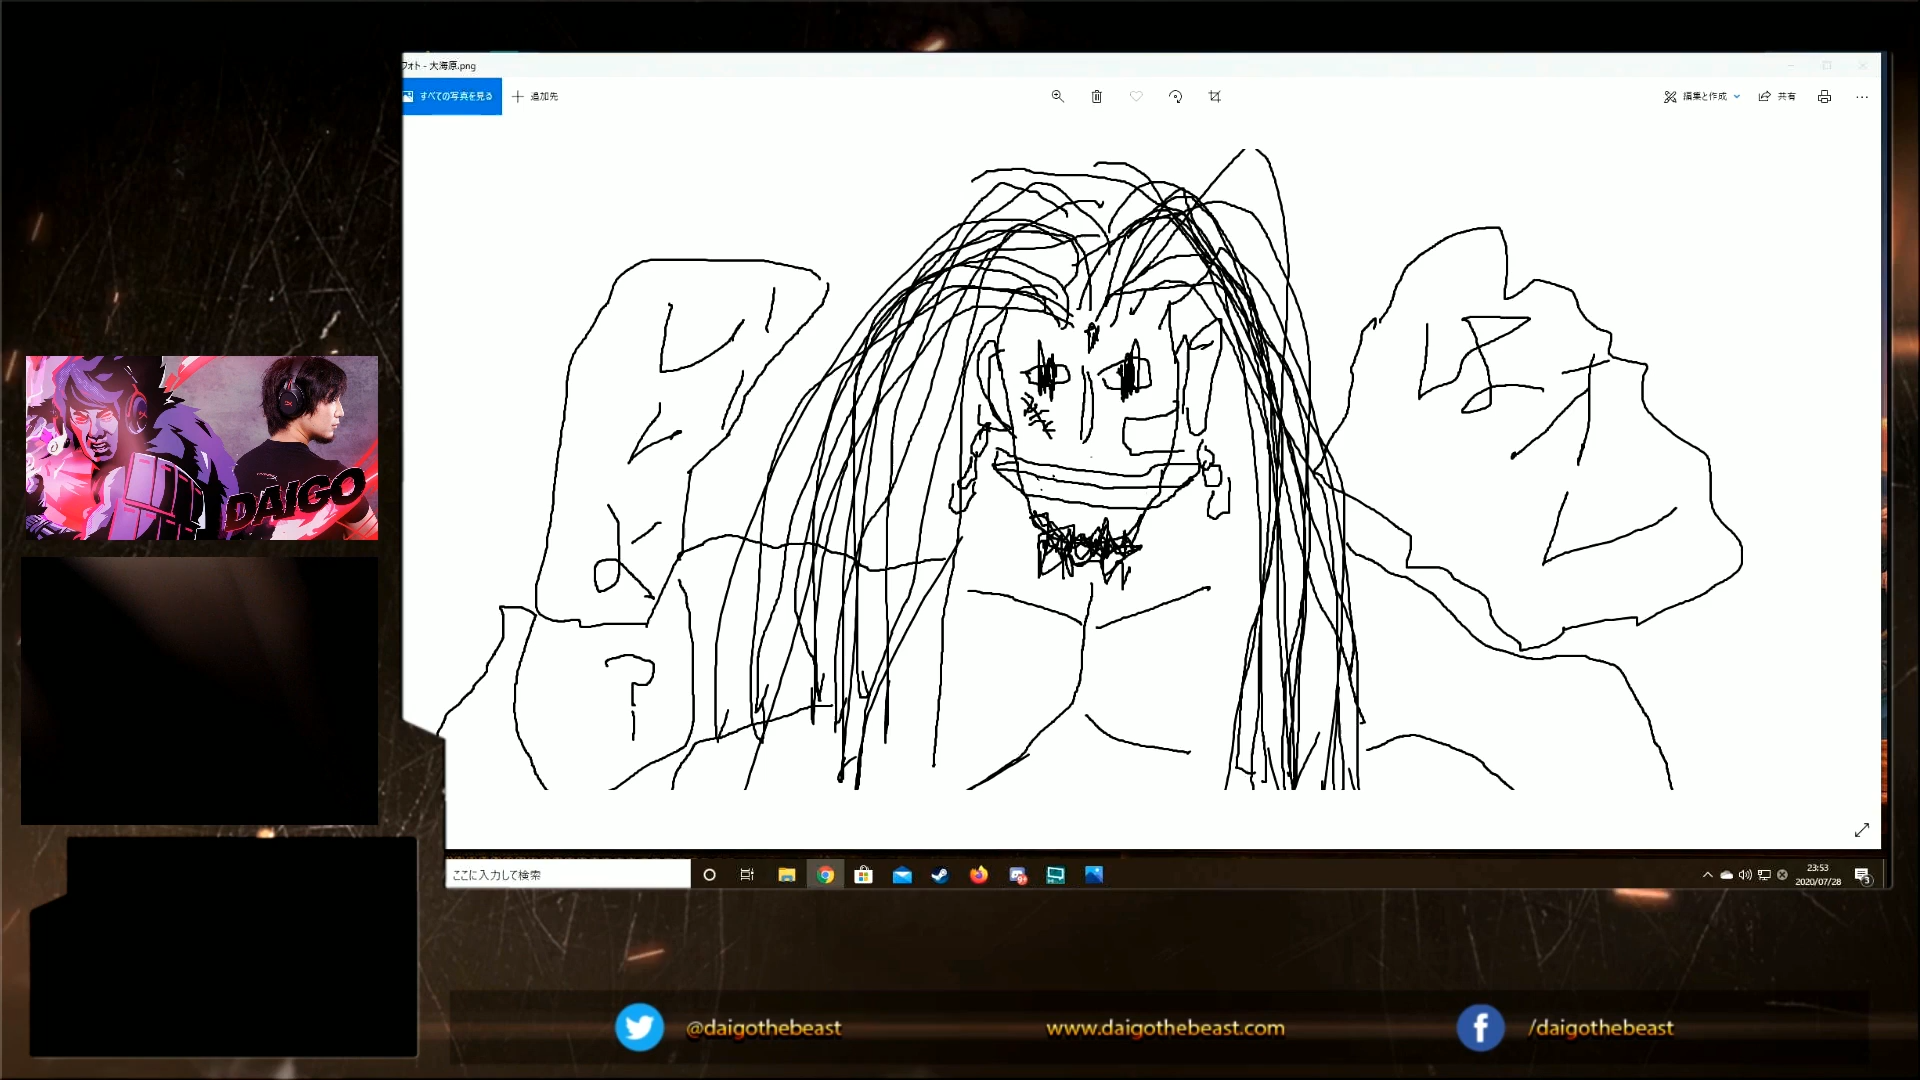 フォト - 大海原.png
すべての写真を見る
追加先
編集と作成
共有
DAIGO
?
ここに入力して検索
23:53
2020/07/28
3
@daigothebeast
www.daigothebeast.com
/daigothebeast